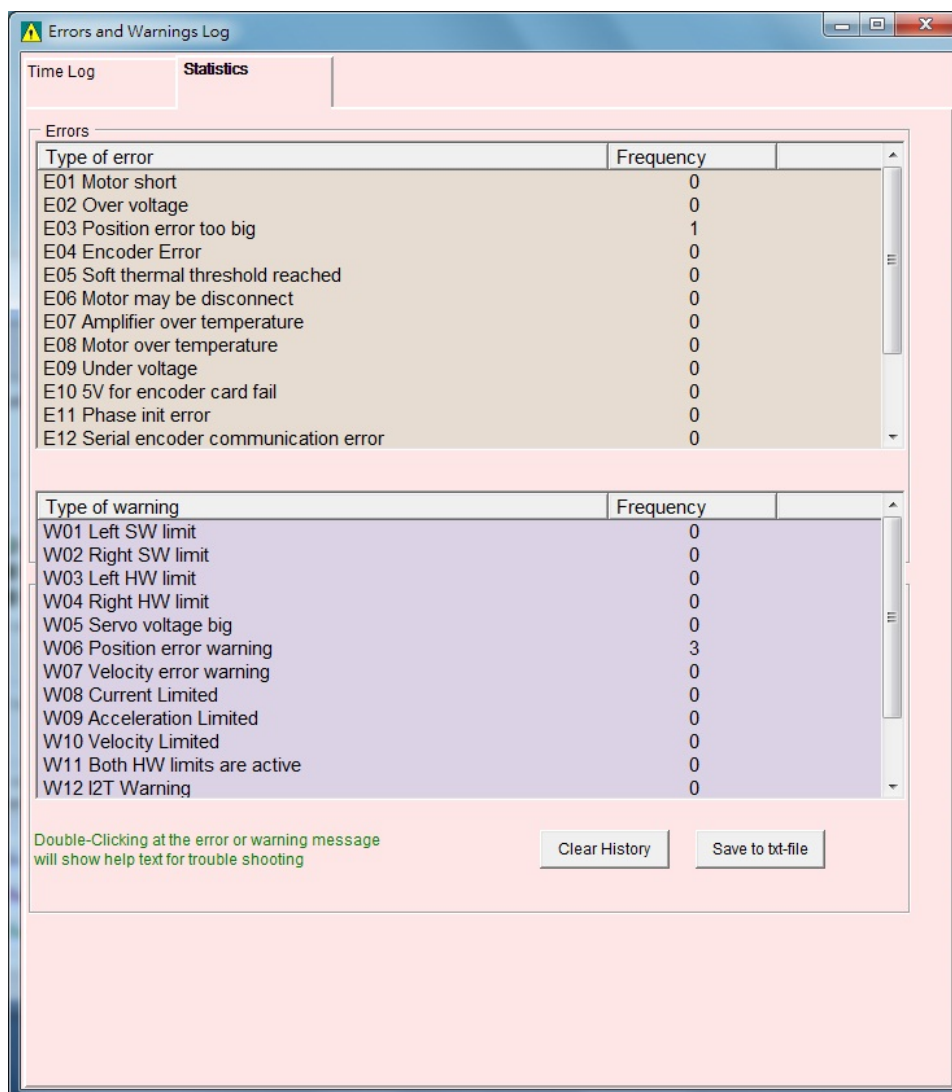 Errors and Warnings Log
Time Log Statistics
Errors
Type of error Frequency
E01 Motor short 0
E02 Over voltage 0
E03 Position error too big 1
E04 Encoder Error 0
E05 Soft thermal threshold reached 0
E06 Motor may be disconnect 0
E07 Amplifier over temperature 0
E08 Motor over temperature 0
E09 Under voltage 0
E10 5V for encoder card fail 0
E11 Phase init error 0
E12 Serial encoder communication error 0
Type of warning Frequency
W01 Left SW limit 0
W02 Right SW limit 0
W03 Left HW limit 0
W04 Right HW limit 0
W05 Servo voltage big 0
W06 Position error warning 3
W07 Velocity error warning 0
W08 Current Limited 0
W09 Acceleration Limited 0
W10 Velocity Limited 0
W11 Both HW limits are active 0
W12 I2T Warning 0
Double-Clicking at the error or warning message
will show help text for trouble shooting
Clear History Save to txt-file